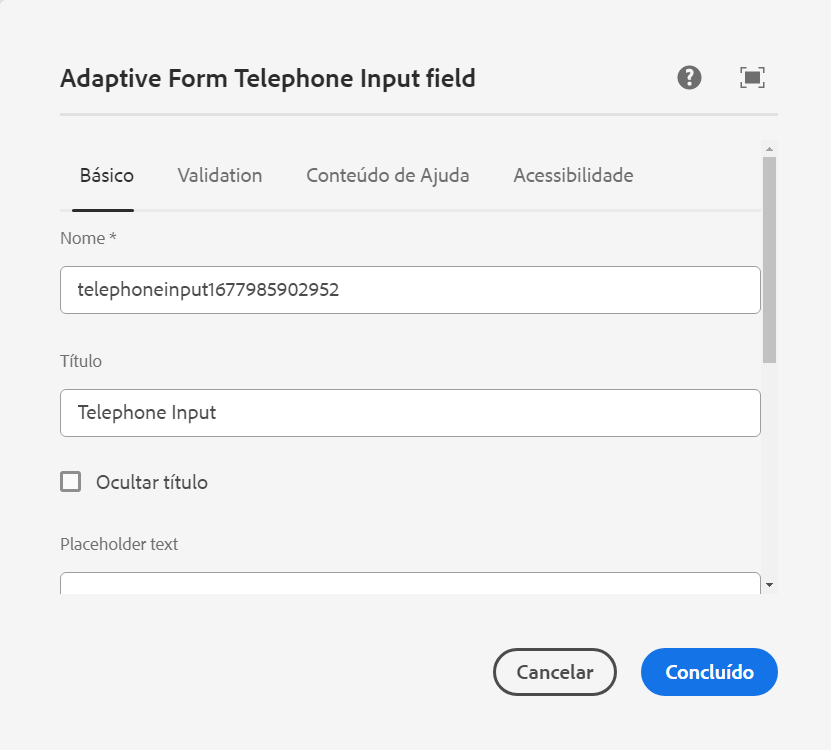 Adaptive Form Telephone Input field
Básico Validation Conteúdo de Ajuda Acessibilidade
Nome *
telephoneinput1677985902952
Título
Telephone Input
Ocultar título
Placeholder text
Cancelar Concluído